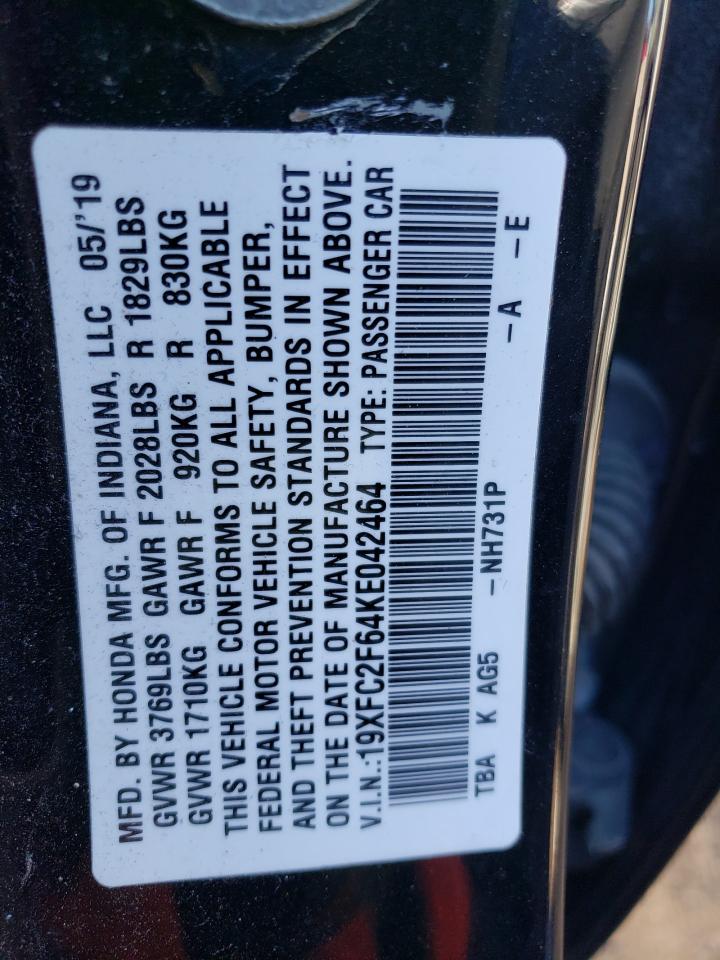 MFD. BY HONDA MFG. OF INDIANA, LLC 05/'19
GVWR 3769LBS GAWR F 2028LBS R 1829LBS
GVWR 1710KG GAWR F 920KG R 830KG
THIS VEHICLE CONFORMS TO ALL APPLICABLE
FEDERAL MOTOR VEHICLE SAFETY, BUMPER,
AND THEFT PREVENTION STANDARDS IN EFFECT
ON THE DATE OF MANUFACTURE SHOWN ABOVE.
V.I.N.:19XFC2F64KE042464 TYPE: PASSENGER CAR
TBA K AG5 -NH731P -A -E